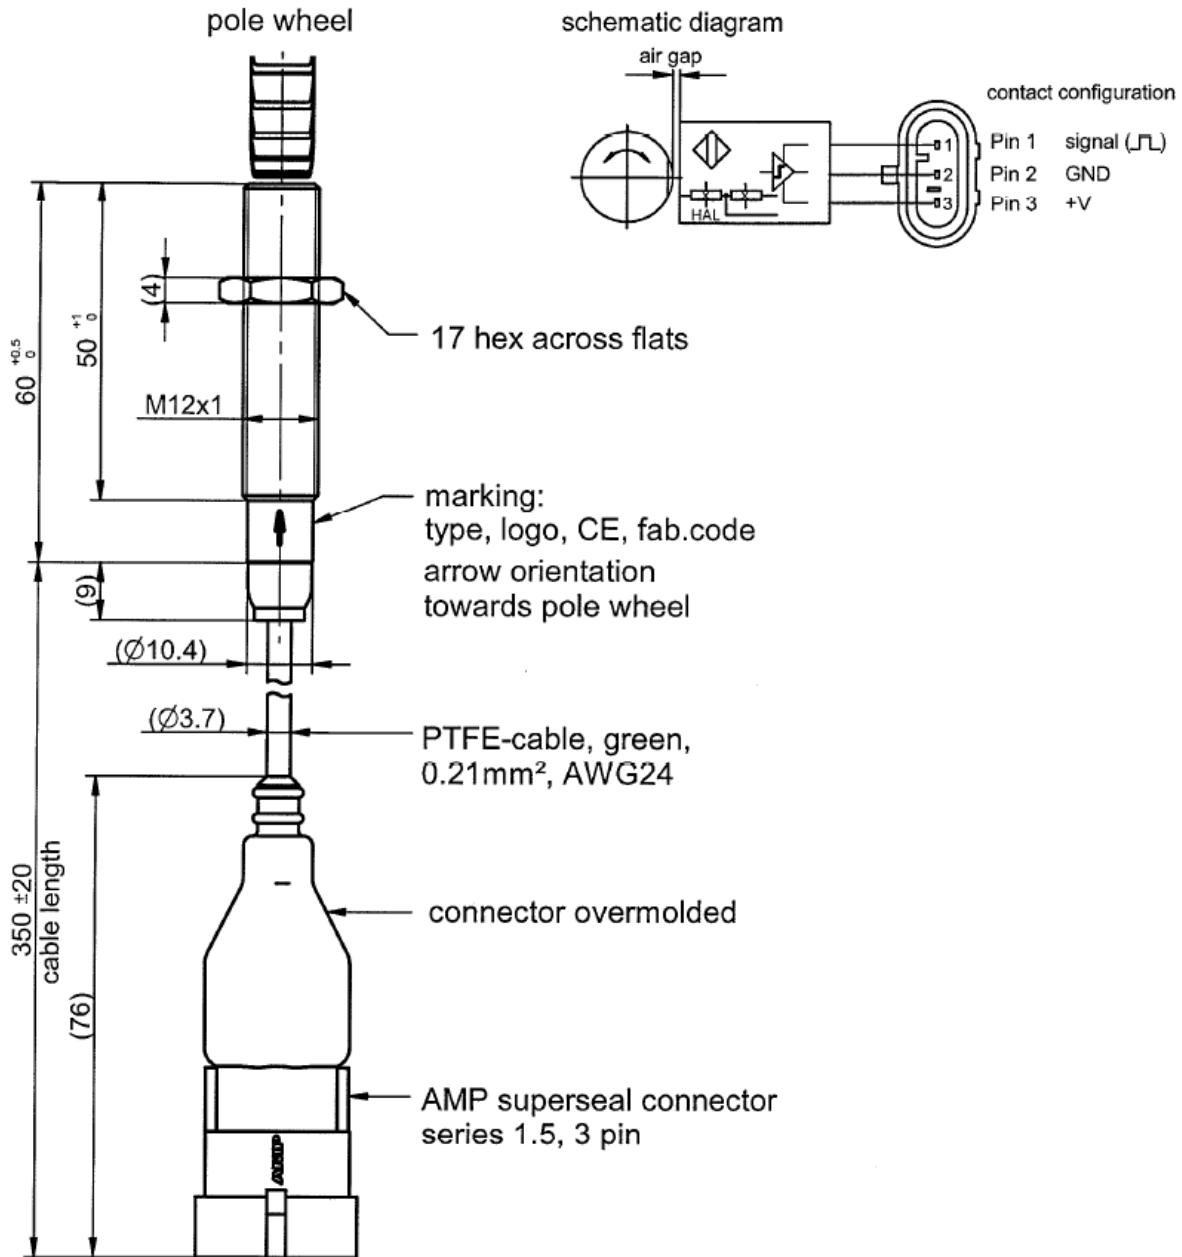 pole wheel
schematic diagram
air gap
contact configuration
1 Pin 1 signal
2 Pin 2 GND
3 Pin 3 +V
HAL
(4)
17 hex across flats
50 +1 0
60 +0.5 0
M12x1
marking:
type, logo, CE, fab.code
arrow orientation
towards pole wheel
(9)
(Ø10.4)
(Ø3.7)
PTFE-cable, green,
0.21mm², AWG24
350 ±20
cable length
connector overmolded
(76)
AMP superseal connector
series 1.5, 3 pin
AMP